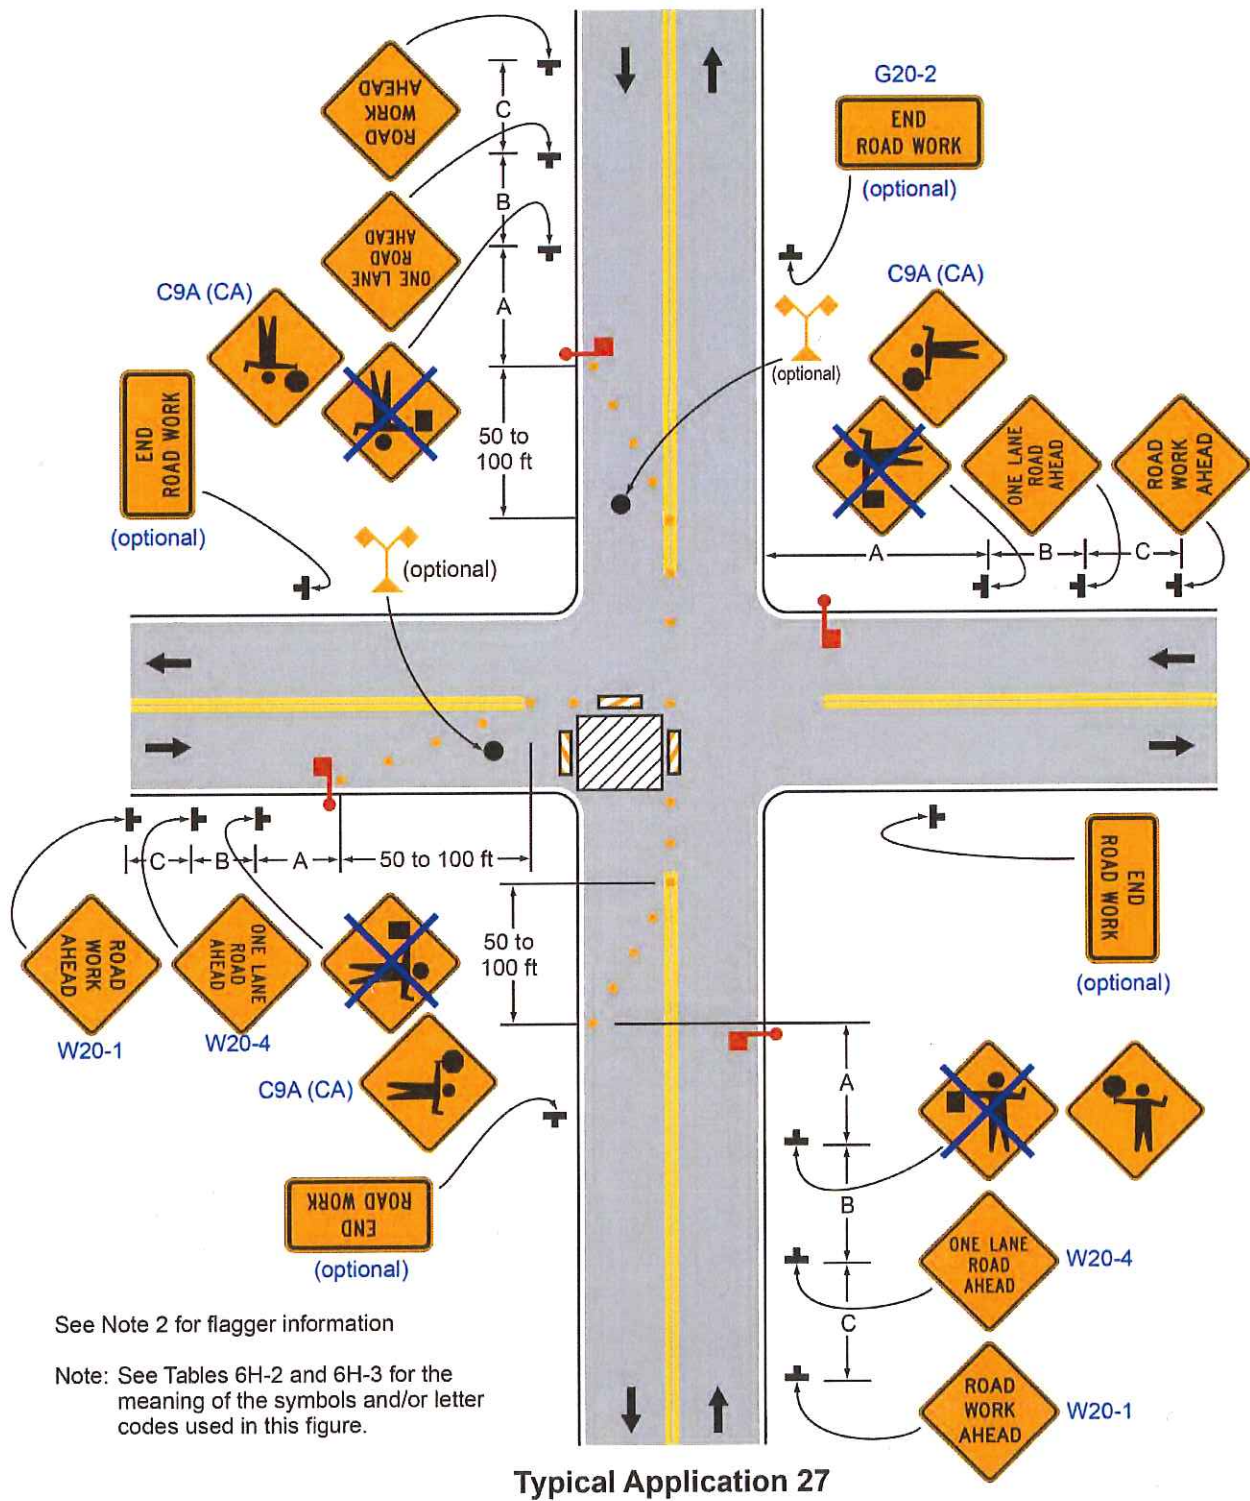 ROAD
WORK
AHEAD
C
G20-2
END
ROAD WORK
(optional)
ONE LANE
ROAD
AHEAD
B
C9A (CA)
A
(optional)
C9A (CA)
END
ROAD WORK
(optional)
50 to
100 ft
ONE LANE
ROAD
AHEAD
ROAD
WORK
AHEAD
A
B
C
(optional)
C
B
A
50 to 100 ft
ROAD
WORK
AHEAD
W20-1
ONE LANE
ROAD
AHEAD
W20-4
C9A (CA)
50 to
100 ft
END
ROAD WORK
(optional)
END
ROAD WORK
(optional)
A
B
ONE LANE
ROAD
AHEAD
W20-4
C
ROAD
WORK
AHEAD
W20-1
See Note 2 for flagger information
Note: See Tables 6H-2 and 6H-3 for the
meaning of the symbols and/or letter
codes used in this figure.
Typical Application 27